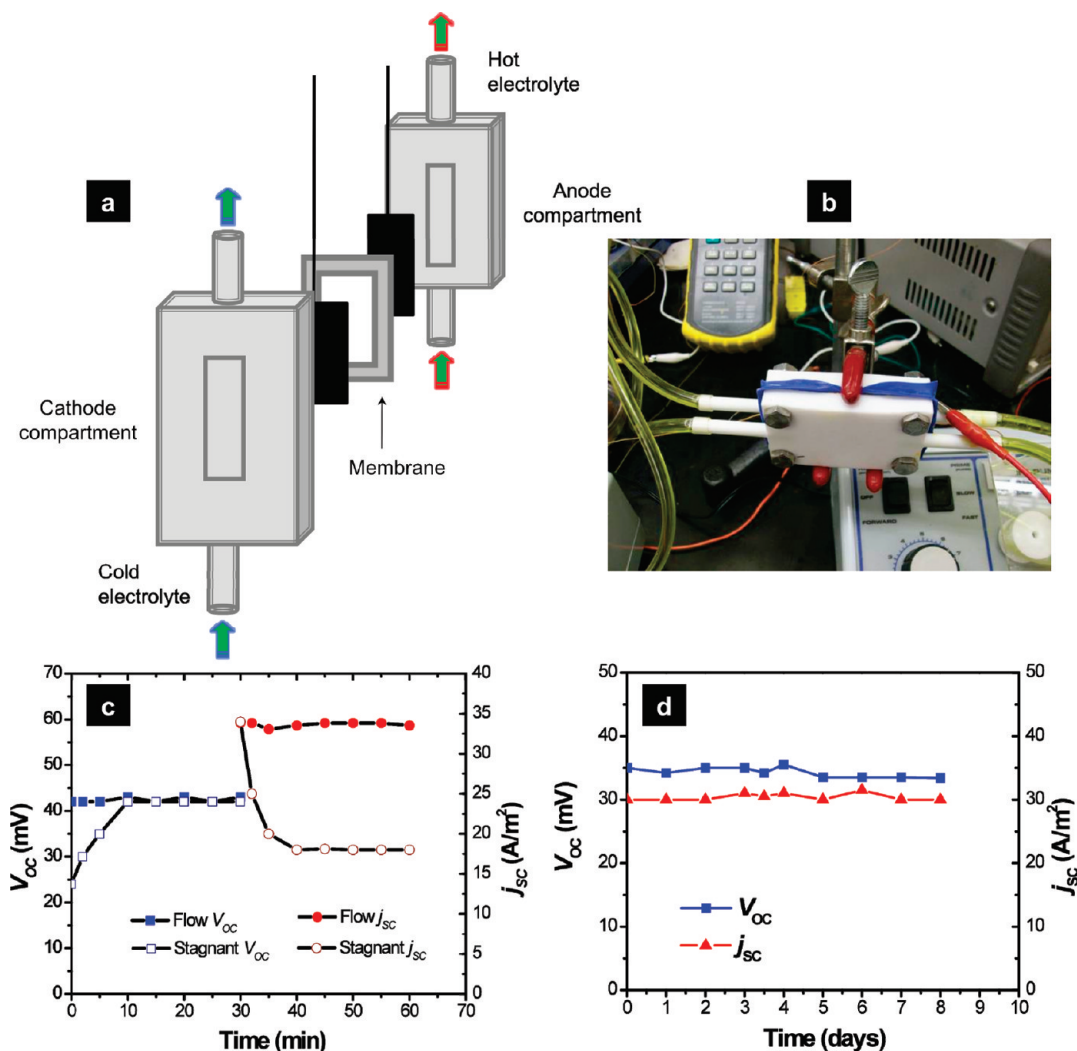 Hot
electrolyte
a
Anode
compartment
b
Cathode
compartment
Membrane
Cold
electrolyte
OFF
SLOW
FORWARD
FAST
c
V_OC (mV)
70
60
50
40
30
20
10
0
j_SC (A/m²)
40
35
30
25
20
15
10
5
0
Flow V_OC
Flow j_SC
Stagnant V_OC
Stagnant j_SC
0 10 20 30 40 50 60 70
Time (min)
d
V_OC (mV)
50
40
30
20
10
0
j_SC (A/m²)
50
40
30
20
10
0
V_OC
j_SC
0 1 2 3 4 5 6 7 8 9 10
Time (days)